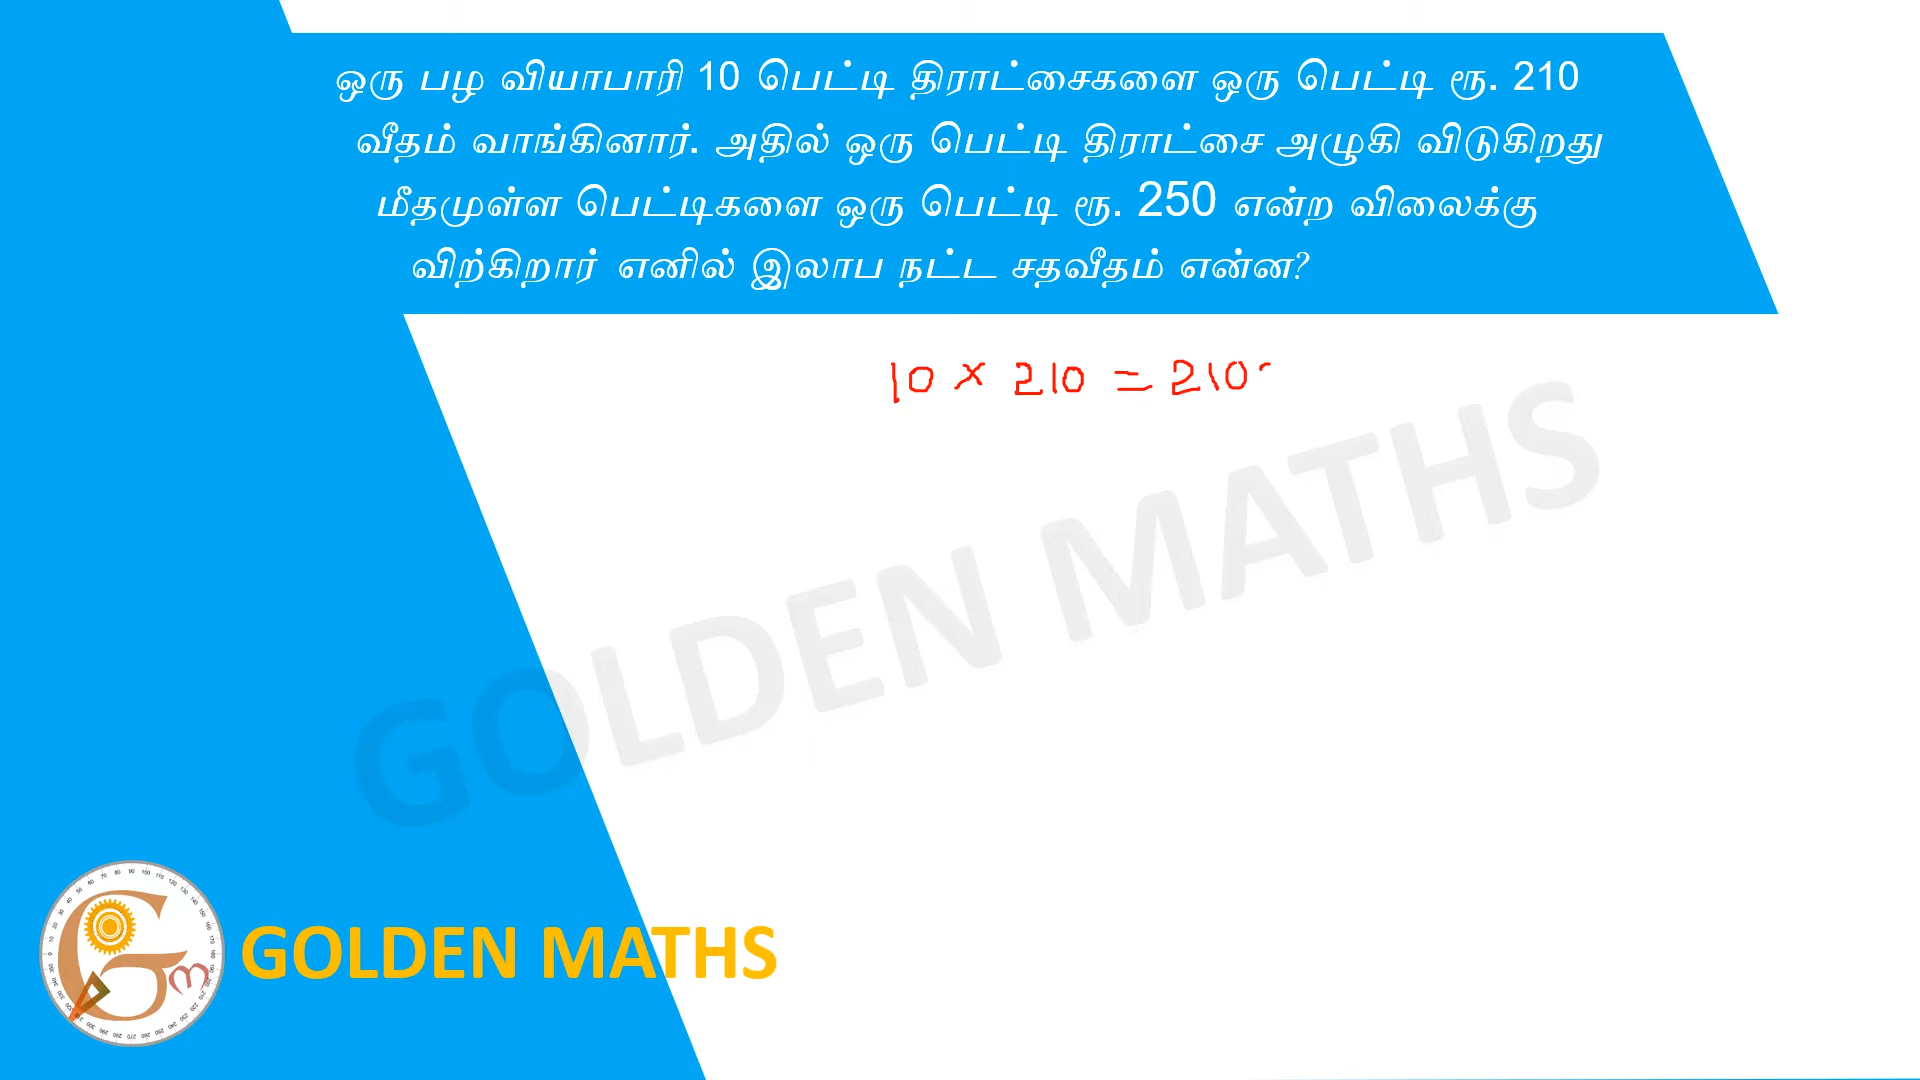 ஒரு பழ வியாபாரி 10 பெட்டி திராட்சைகளை ஒரு பெட்டி ரூ. 210
வீதம் வாங்கினார். அதில் ஒரு பெட்டி திராட்சை அழுகி விடுகிறது
மீதமுள்ள பெட்டிகளை ஒரு பெட்டி ரூ. 250 என்ற விலைக்கு
விற்கிறார் எனில் இலாப நட்ட சதவீதம் என்ன?
10 × 210 = 210
GOLDEN MATHS
GOLDEN MATHS